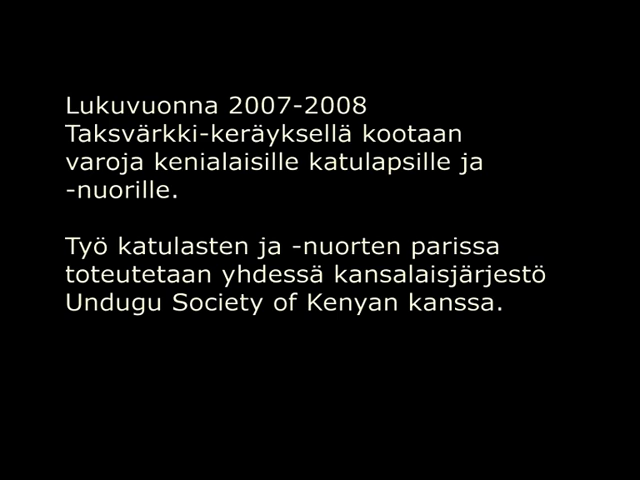 Lukuvuonna 2007-2008
Taksvärkki-keräyksellä kootaan
varoja kenialaisille katulapsille ja
-nuorille.
Työ katulasten ja -nuorten parissa
toteutetaan yhdessä kansalaisjärjestö
Undugu Society of Kenyan kanssa.